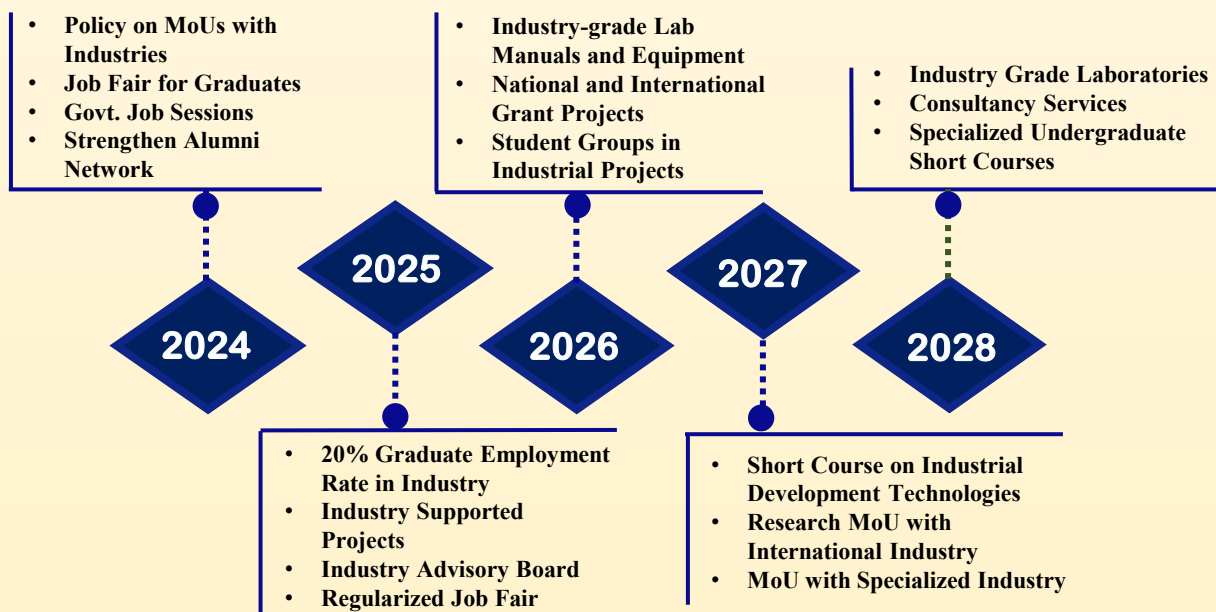 • Policy on MoUs with
Industries
• Job Fair for Graduates
• Govt. Job Sessions
• Strengthen Alumni
Network
• Industry-grade Lab
Manuals and Equipment
• National and International
Grant Projects
• Student Groups in
Industrial Projects
• Industry Grade Laboratories
• Consultancy Services
• Specialized Undergraduate
Short Courses
2024
2025
2026
2027
2028
• 20% Graduate Employment
Rate in Industry
• Industry Supported
Projects
• Industry Advisory Board
• Regularized Job Fair
• Short Course on Industrial
Development Technologies
• Research MoU with
International Industry
• MoU with Specialized Industry